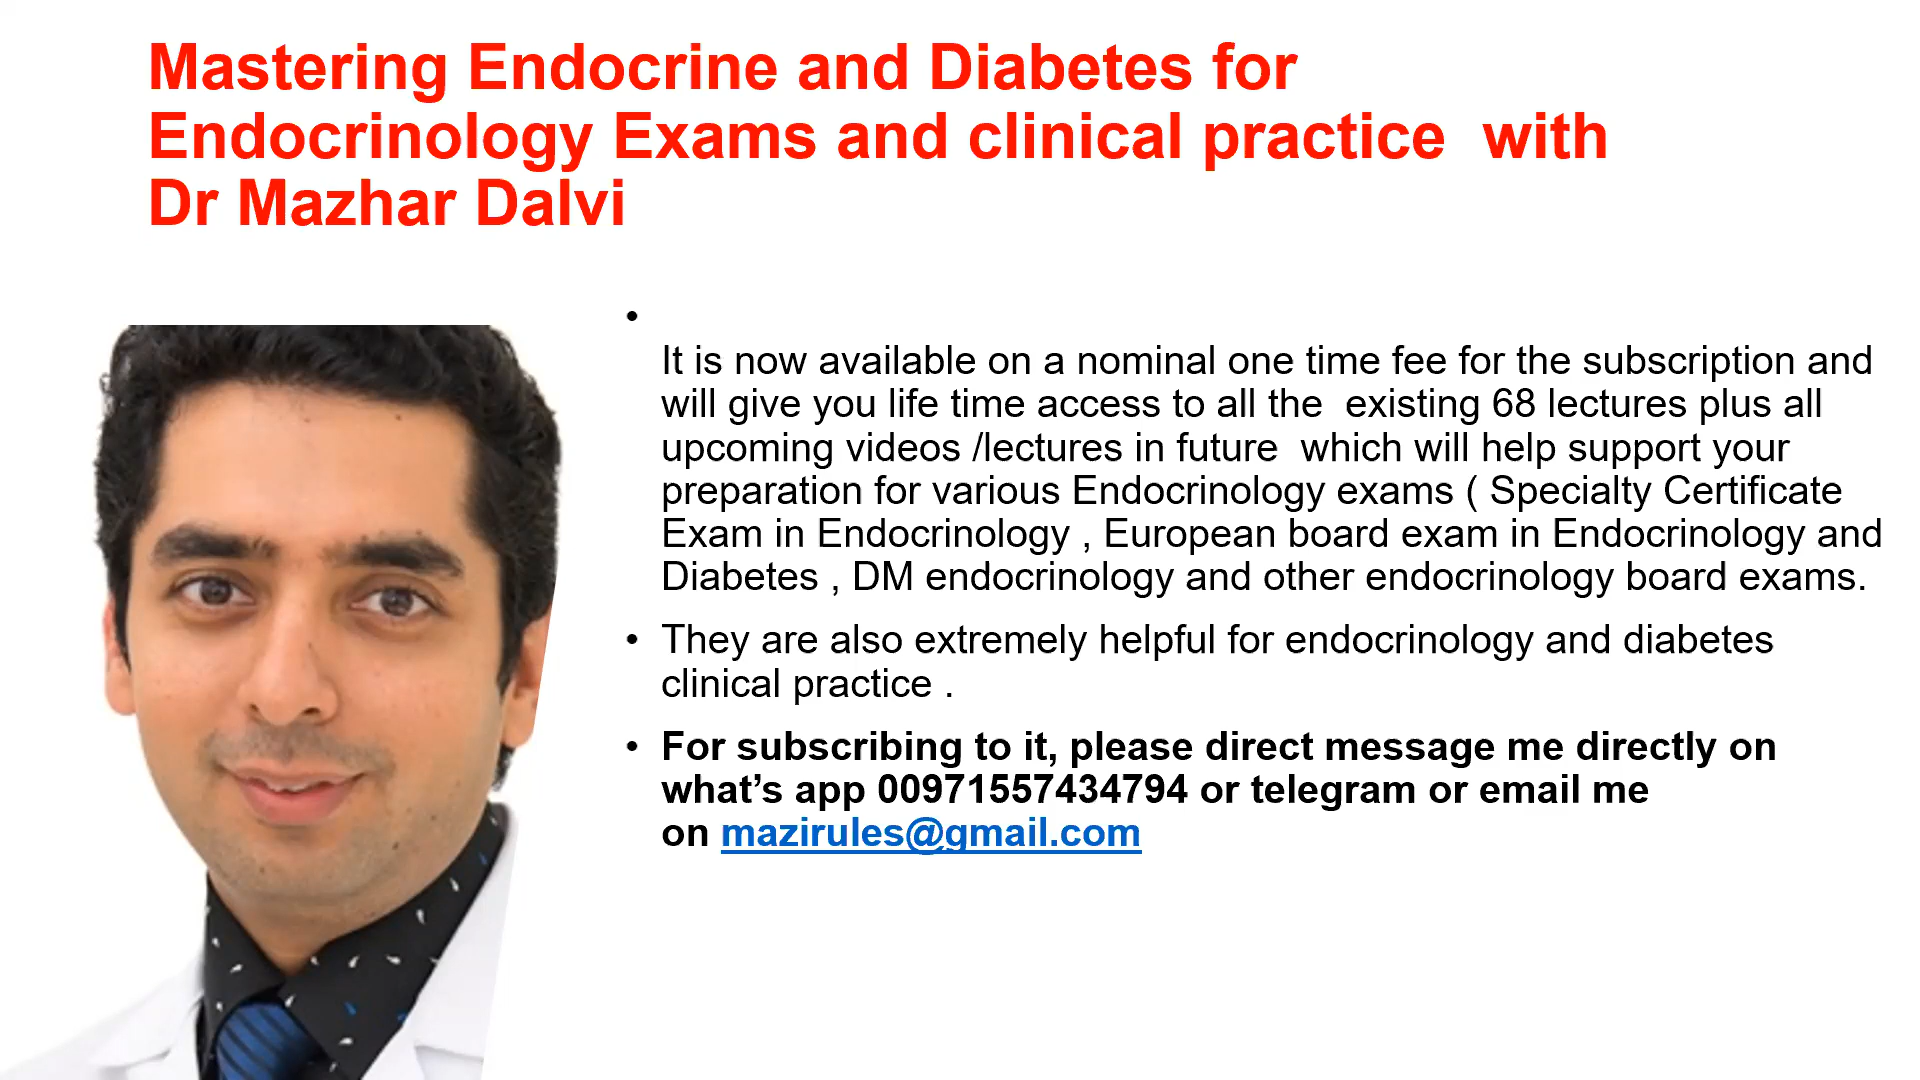 Mastering Endocrine and Diabetes for
Endocrinology Exams and clinical practice  with
Dr Mazhar Dalvi
•
It is now available on a nominal one time fee for the subscription and
will give you life time access to all the  existing 68 lectures plus all
upcoming videos /lectures in future  which will help support your
preparation for various Endocrinology exams ( Specialty Certificate
Exam in Endocrinology , European board exam in Endocrinology and
Diabetes , DM endocrinology and other endocrinology board exams.
• They are also extremely helpful for endocrinology and diabetes
clinical practice .
• For subscribing to it, please direct message me directly on
what’s app 00971557434794 or telegram or email me
on mazirules@gmail.com